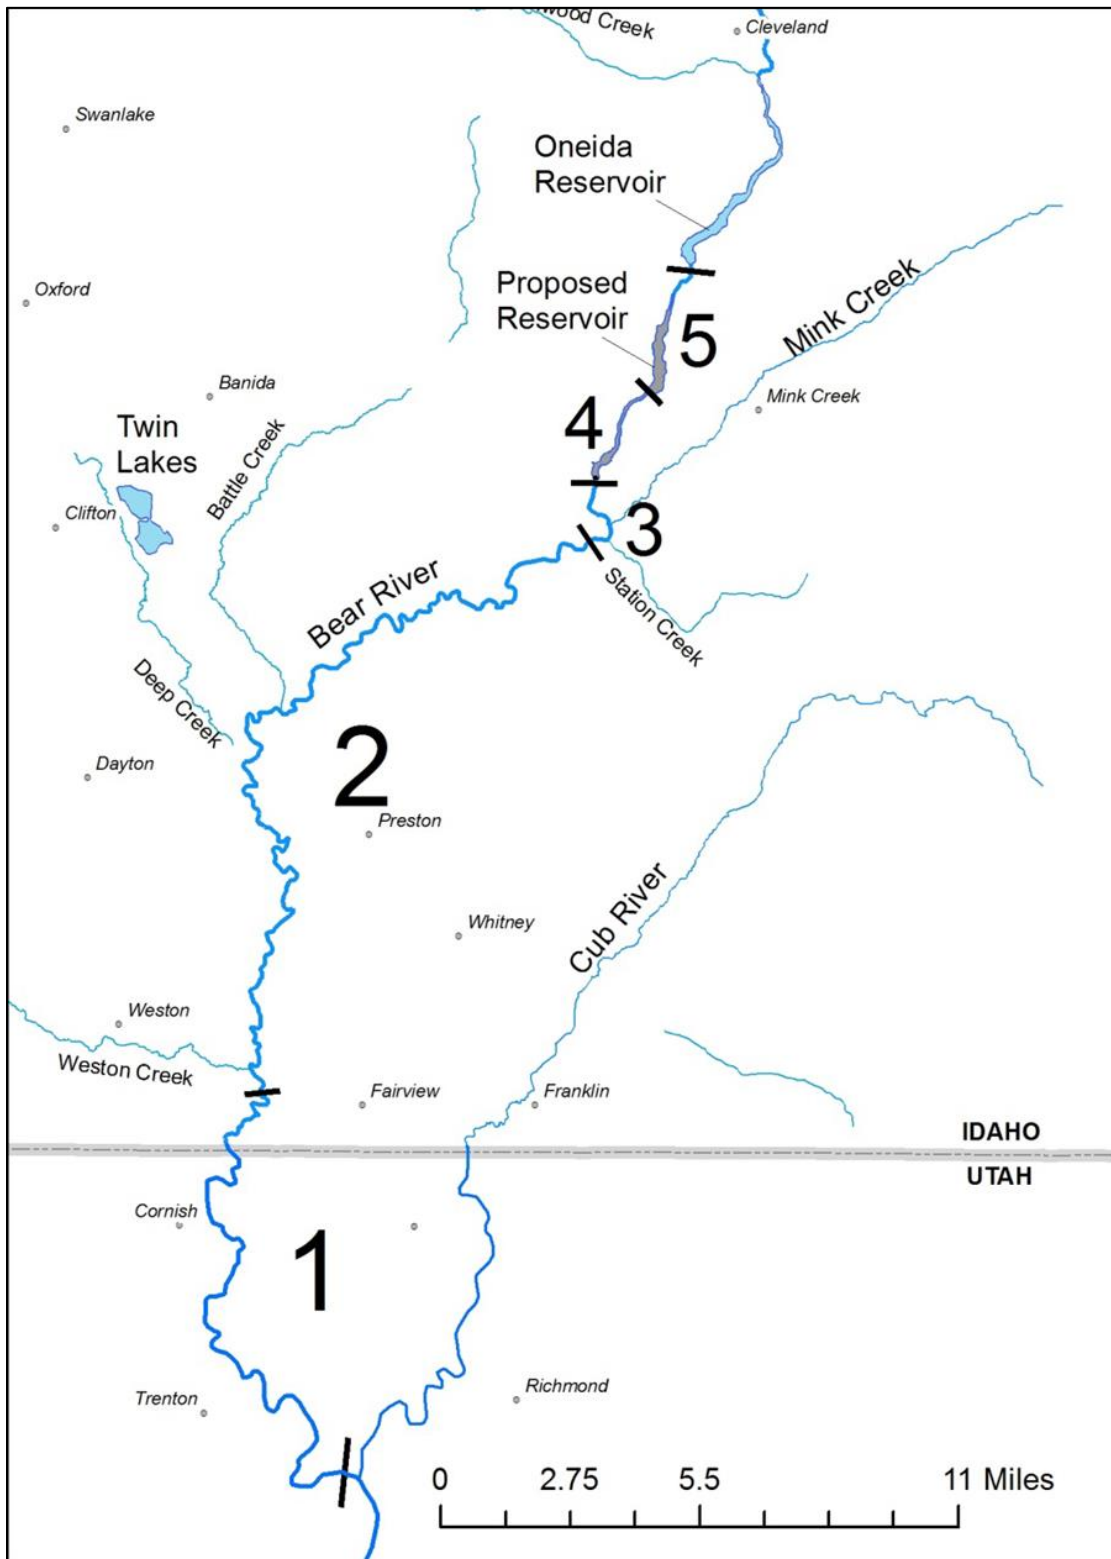 Creek
Cleveland
Swanlake
Oneida
Reservoir
Oxford
Proposed
Reservoir
5
Mink Creek
Banida
Mink Creek
4
Twin
Lakes
Battle Creek
Clifton
3
Bear River
Station Creek
Deep Creek
2
Dayton
Preston
Cub River
Whitney
Weston
Weston Creek
Fairview
Franklin
IDAHO
UTAH
Cornish
1
Trenton
Richmond
0 2.75 5.5 11 Miles